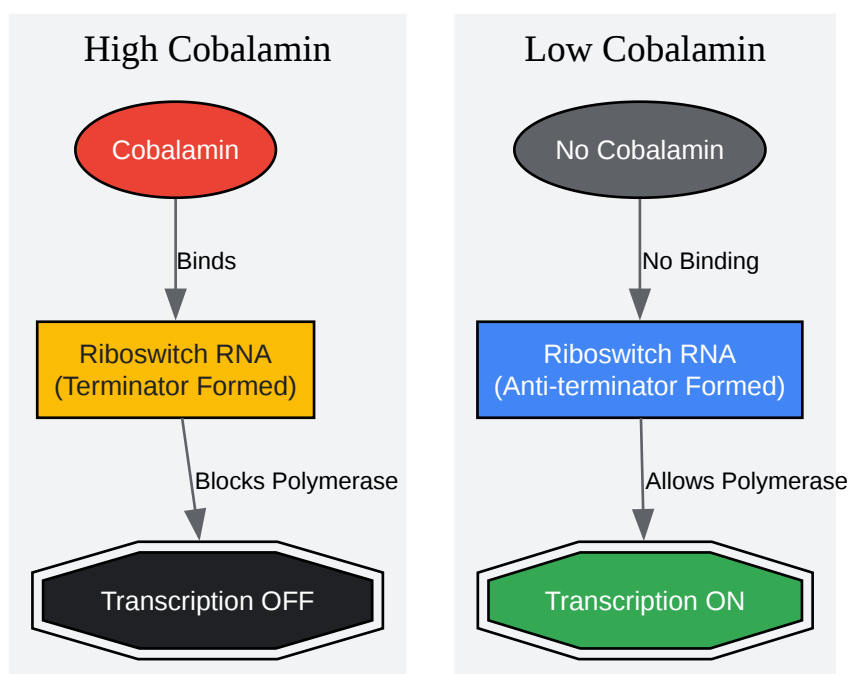 High Cobalamin
Cobalamin
Binds
Riboswitch RNA
(Terminator Formed)
Blocks Polymerase
Transcription OFF
Low Cobalamin
No Cobalamin
No Binding
Riboswitch RNA
(Anti-terminator Formed)
Allows Polymerase
Transcription ON